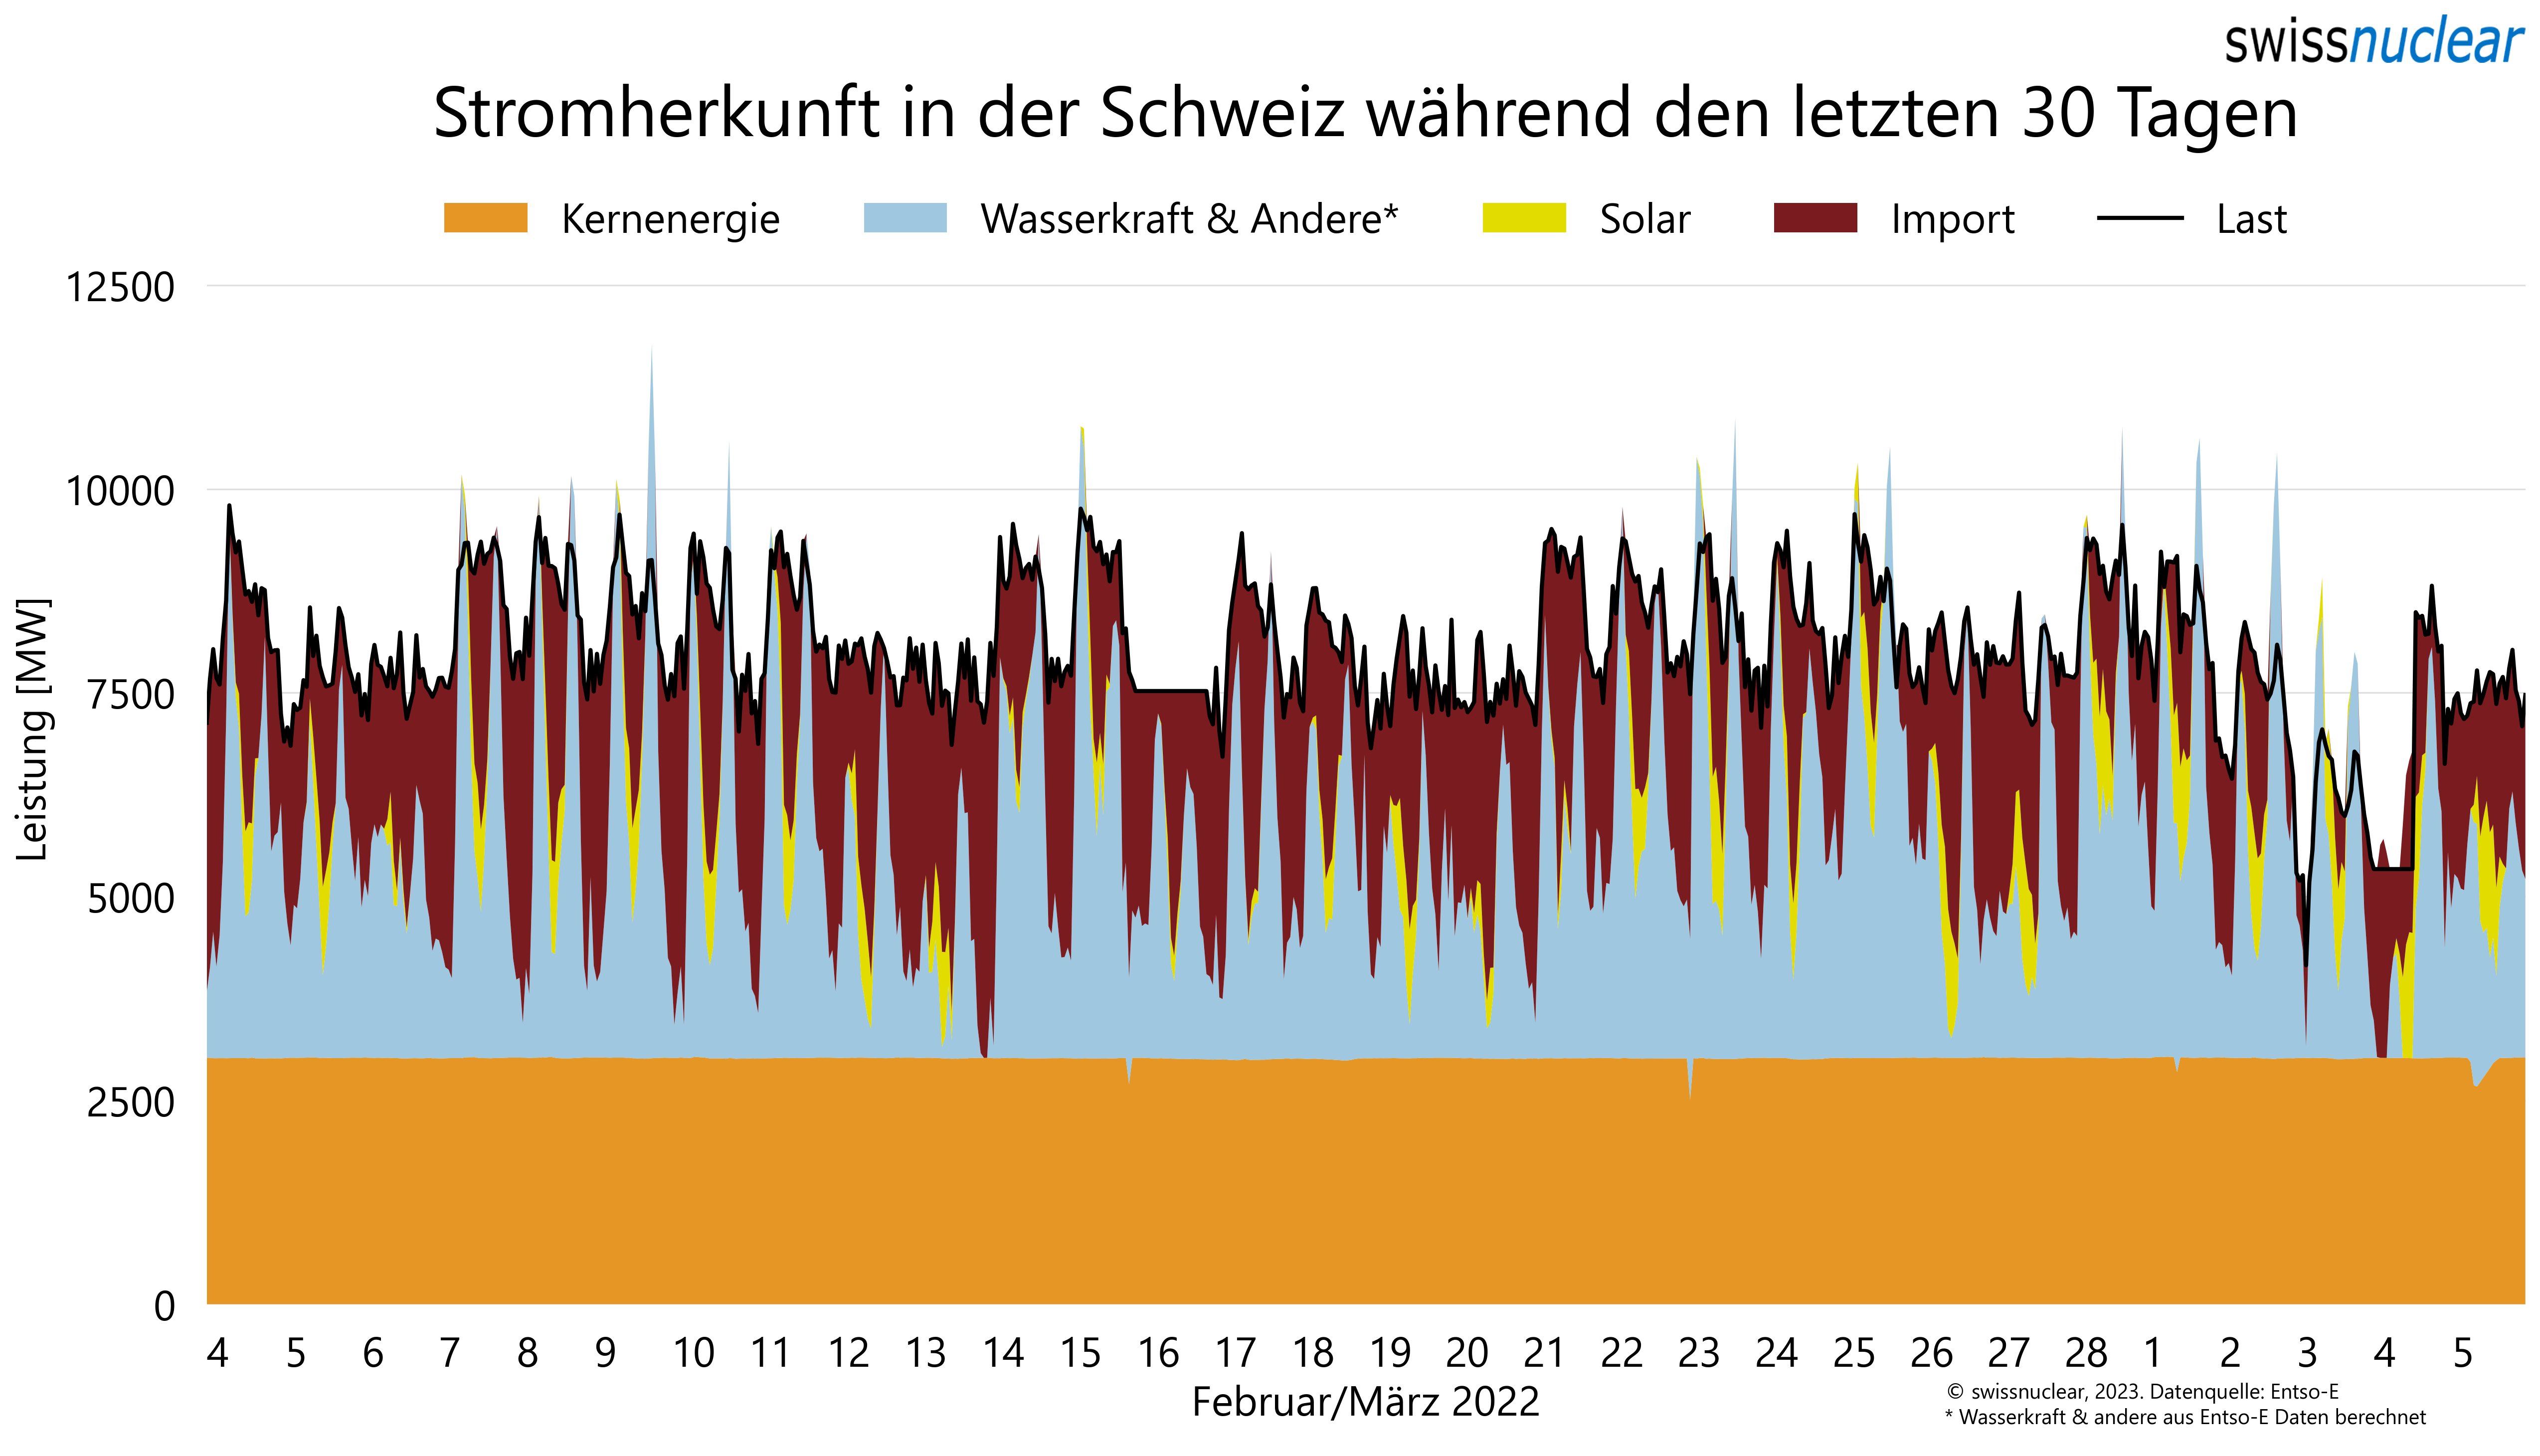 swissnuclear
Stromherkunft in der Schweiz während den letzten 30 Tagen
Kernenergie Wasserkraft & Andere* Solar Import Last
12500
10000
7500
5000
2500
0
Leistung [MW]
4 5 6 7 8 9 10 11 12 13 14 15 16 17 18 19 20 21 22 23 24 25 26 27 28 1 2 3 4 5
Februar/März 2022
© swissnuclear, 2023. Datenquelle: Entso-E
* Wasserkraft & andere aus Entso-E Daten berechnet